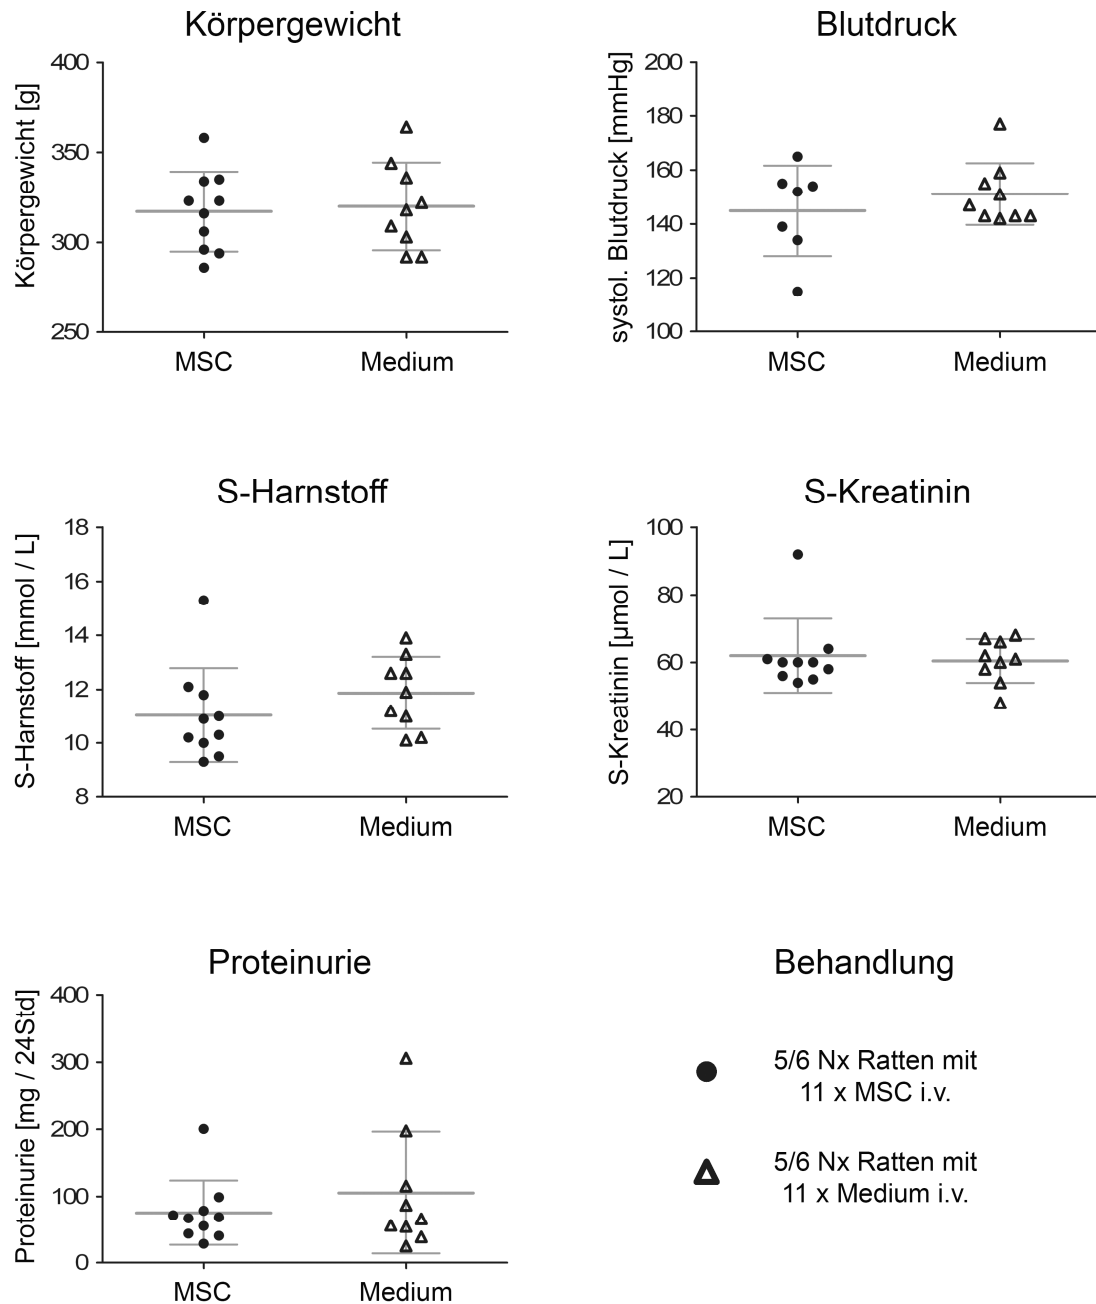 Körpergewicht
Körpergewicht [g]
400
350
300
250
MSC
Medium
Blutdruck
systol. Blutdruck [mmHg]
200
180
160
140
120
100
MSC
Medium
S-Harnstoff
S-Harnstoff [mmol / L]
18
16
14
12
10
8
MSC
Medium
S-Kreatinin
S-Kreatinin [µmol / L]
100
80
60
40
20
MSC
Medium
Proteinurie
Proteinurie [mg / 24Std]
400
300
200
100
0
MSC
Medium
Behandlung
5/6 Nx Ratten mit
11 x MSC i.v.
5/6 Nx Ratten mit
11 x Medium i.v.